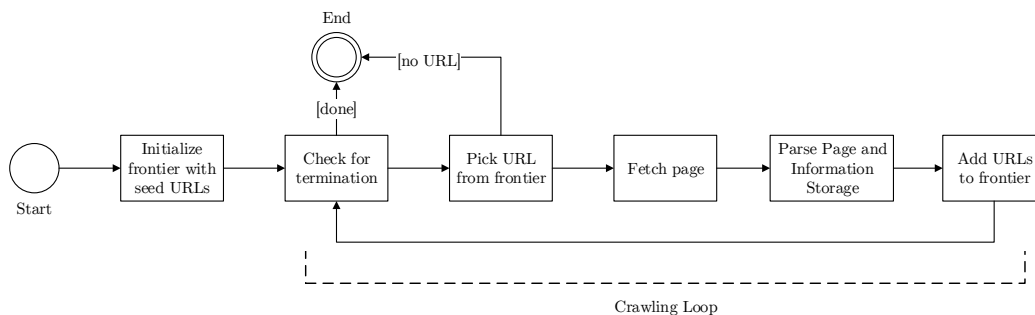 End
[no URL]
[done]
Start
Initialize
frontier with
seed URLs
Check for
termination
Pick URL
from frontier
Fetch page
Parse Page and
Information
Storage
Add URLs
to frontier
Crawling Loop